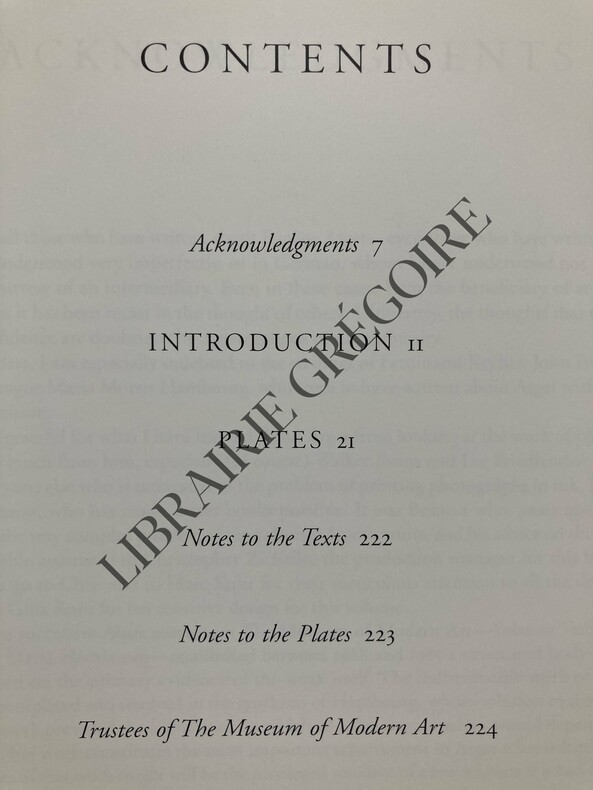 CONTENTS
Acknowledgments 7
INTRODUCTION 11
PLATES 21
Notes to the Texts 222
Notes to the Plates 223
Trustees of The Museum of Modern Art 224
LIBRAIRIE GRÉGOIRE